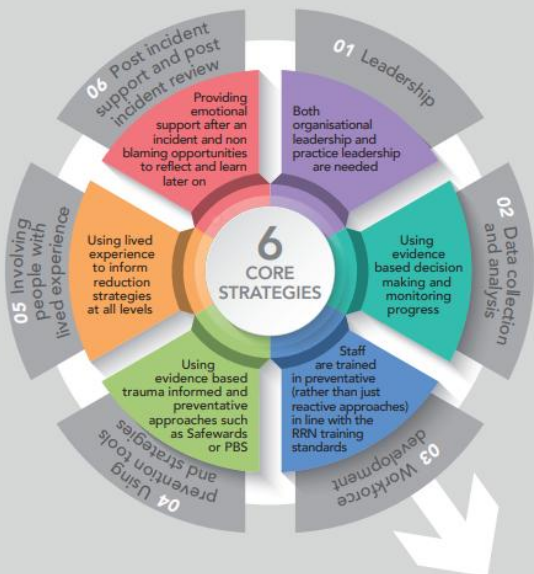 6
CORE
STRATEGIES
01 Leadership
Both
organisational
leadership and
practice leadership
are needed
02 Data collection
and analysis
Using
evidence
based decision
making and
monitoring
progress
03 Workforce
development
Staff
are trained
in preventative
(rather than just
reactive approaches)
in line with the
RRN training
standards
04 Using
prevention tools
and strategies
Using
evidence based
trauma informed and
preventative
approaches such
as Safewards
or PBS
05 Involving
people with
lived experience
Using lived
experience
to inform
reduction
strategies
at all levels
06 Post incident
support and post
incident review
Providing
emotional
support after an
incident and non
blaming opportunities
to reflect and learn
later on